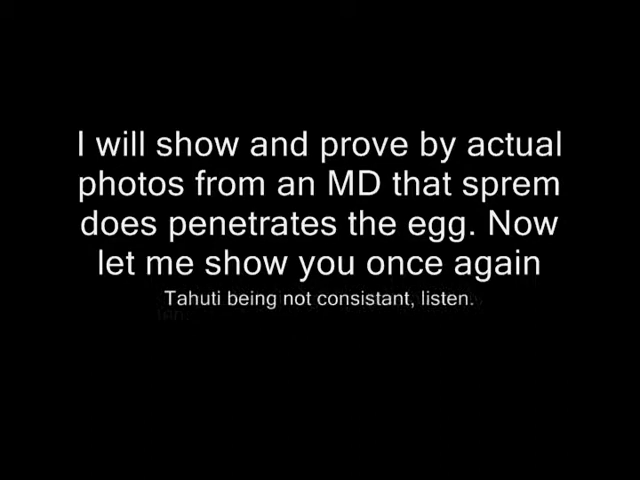 I will show and prove by actual
photos from an MD that sprem
does penetrates the egg. Now
let me show you once again
Tahuti being not consistant, listen.